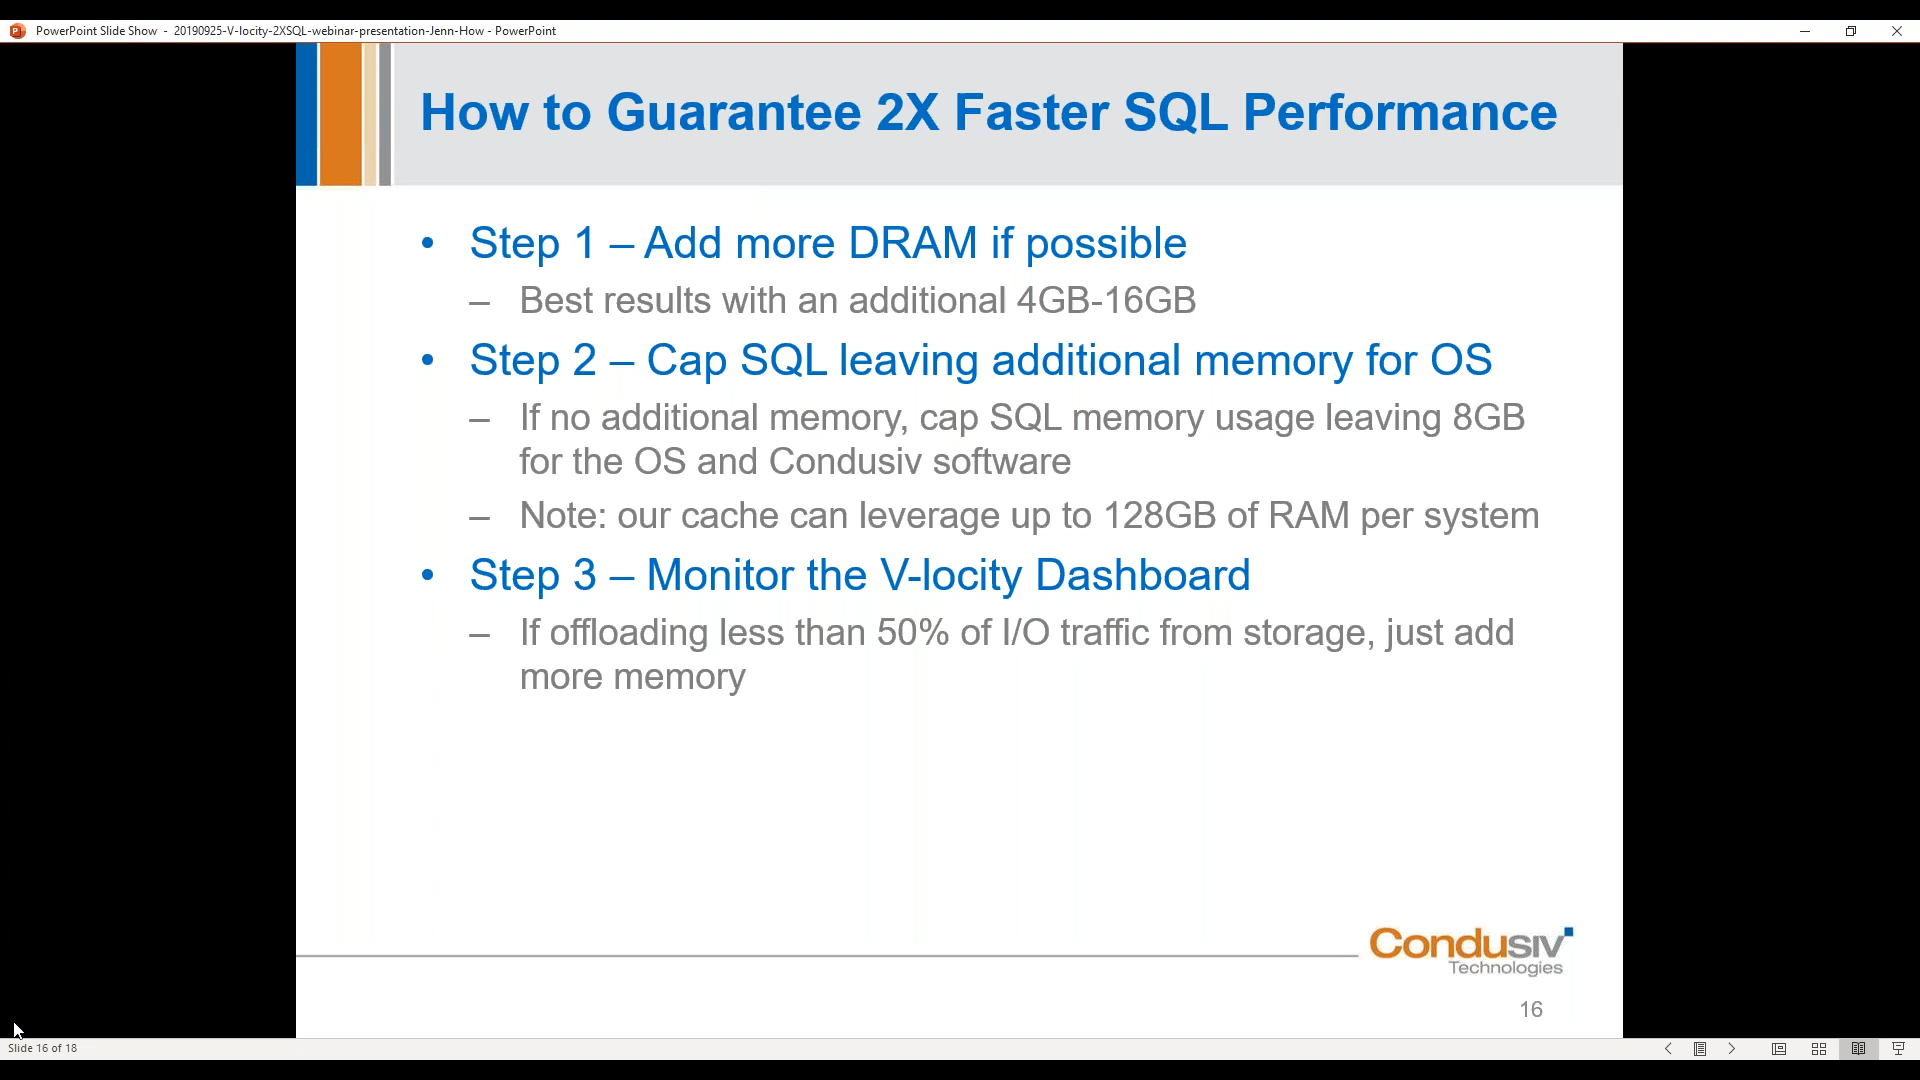 PowerPoint Slide Show - 20190925-V-locity-2XSQL-webinar-presentation-Jenn-How - PowerPoint
How to Guarantee 2X Faster SQL Performance
• Step 1 – Add more DRAM if possible
– Best results with an additional 4GB-16GB
• Step 2 – Cap SQL leaving additional memory for OS
– If no additional memory, cap SQL memory usage leaving 8GB
for the OS and Condusiv software
– Note: our cache can leverage up to 128GB of RAM per system
• Step 3 – Monitor the V-locity Dashboard
– If offloading less than 50% of I/O traffic from storage, just add
more memory
Condusiv
Technologies
16
Slide 16 of 18